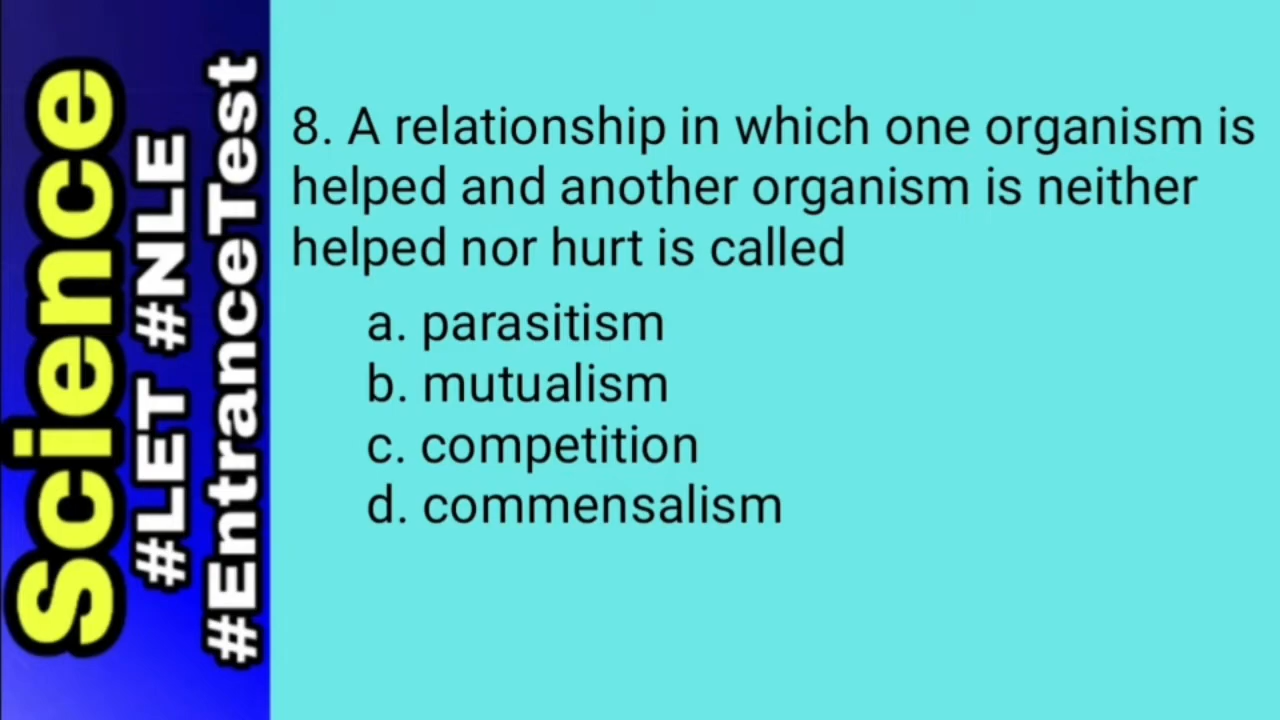 Science
#LET #NLE
#EntranceTest
8. A relationship in which one organism is
helped and another organism is neither
helped nor hurt is called
a. parasitism
b. mutualism
c. competition
d. commensalism